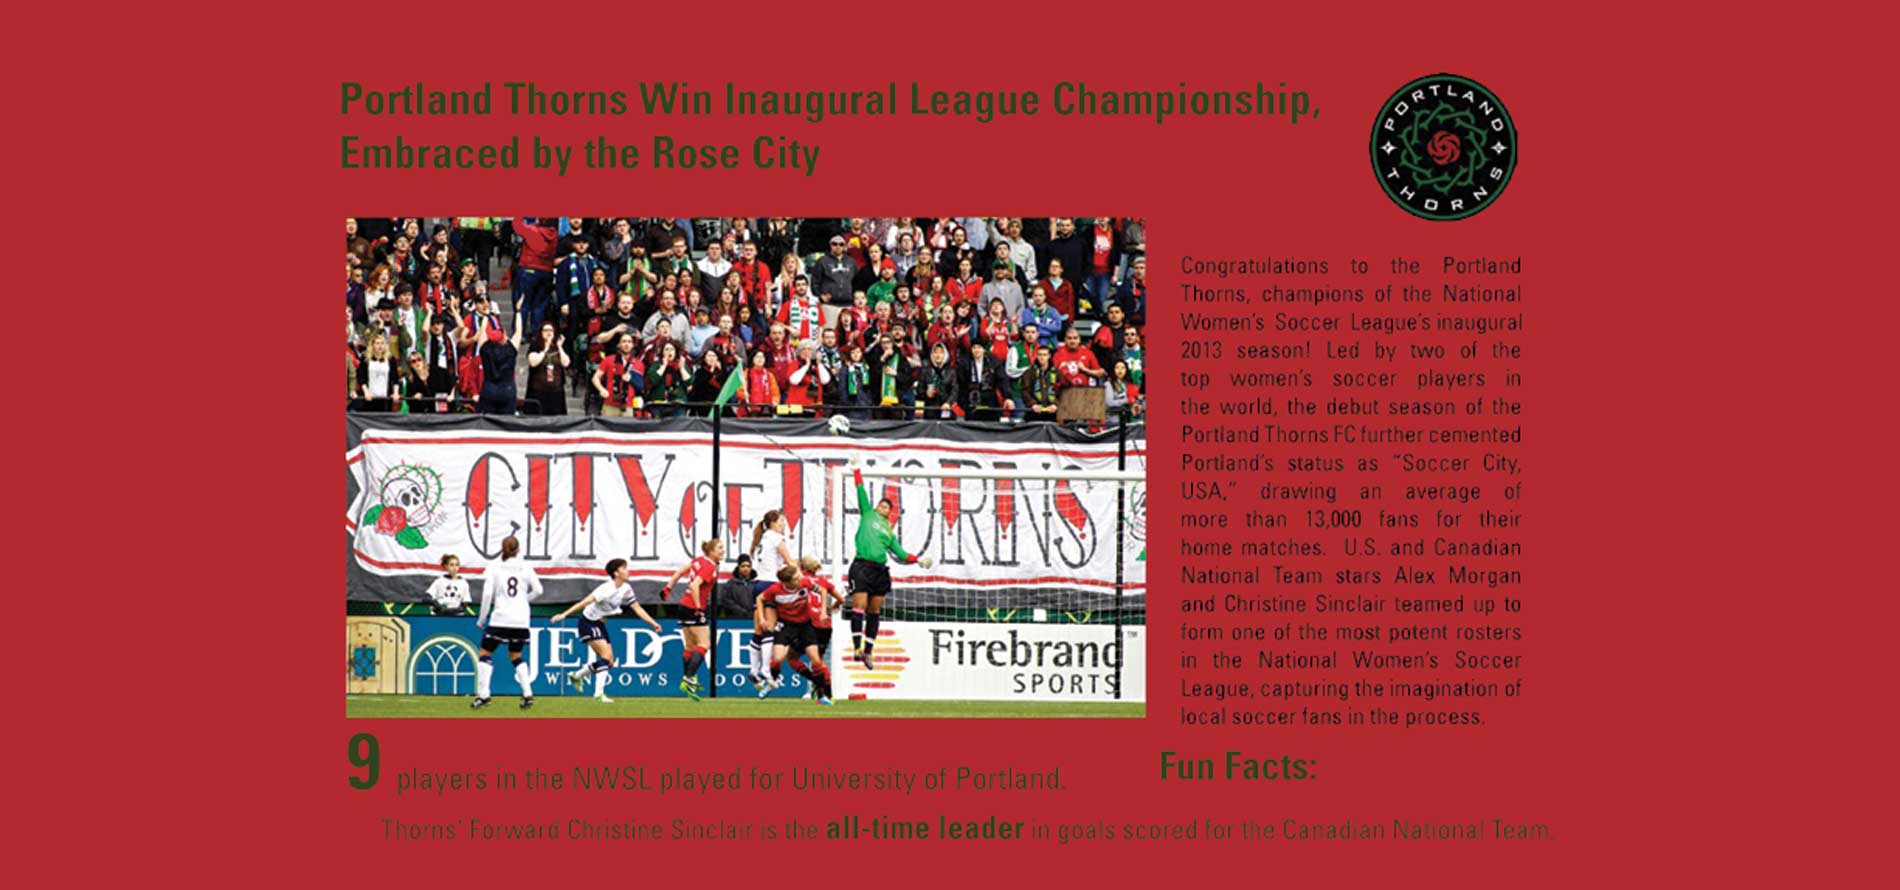 Portland Thorns Win Inaugural League Championship,
Embraced by the Rose City
PORTLAND
THORNS
CITY OF THORNS
8
11
JELD WE
WINDOWS DOORS
Firebrand
SPORTS
™
Congratulations to the Portland
Thorns, champions of the National
Women's Soccer League's inaugural
2013 season! Led by two of the
top women's soccer players in
the world, the debut season of the
Portland Thorns FC further cemented
Portland's status as "Soccer City,
USA," drawing an average of
more than 13,000 fans for their
home matches. U.S. and Canadian
National Team stars Alex Morgan
and Christine Sinclair teamed up to
form one of the most potent rosters
in the National Women's Soccer
League, capturing the imagination of
local soccer fans in the process.
9 players in the NWSL played for University of Portland.
Fun Facts:
Thorns' Forward Christine Sinclair is the all-time leader in goals scored for the Canadian National Team.